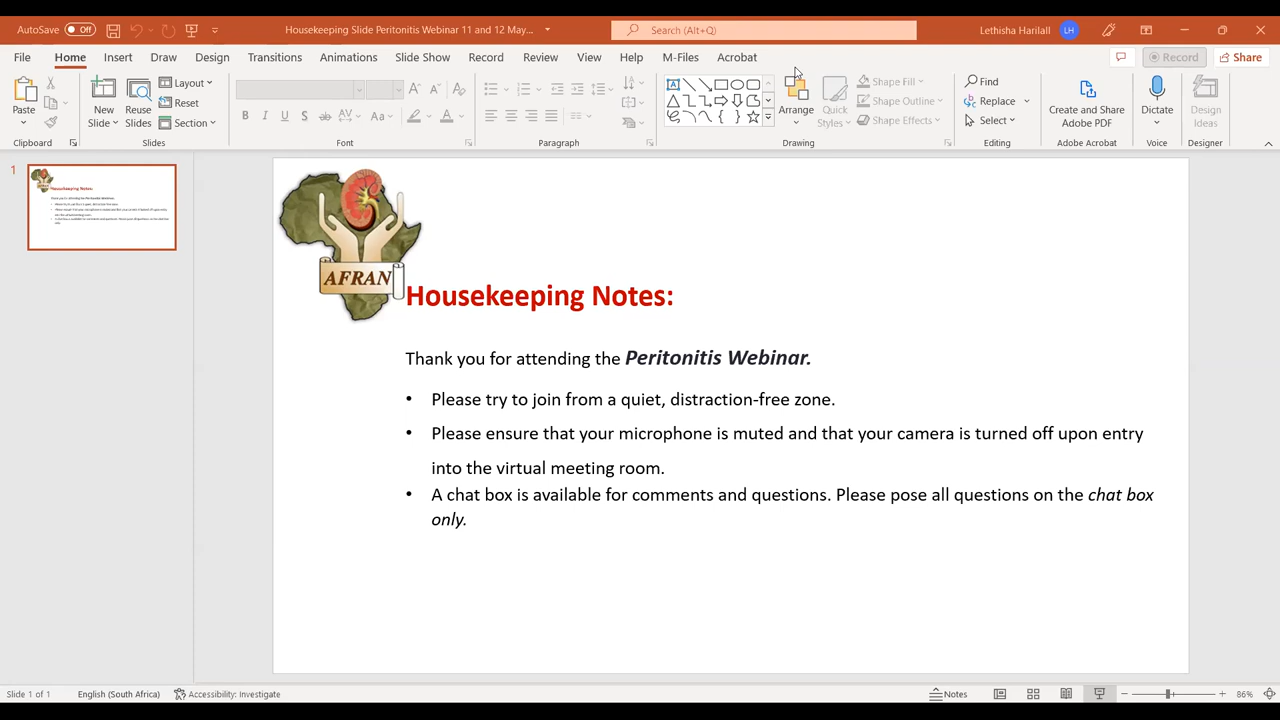 AutoSave Off
Housekeeping Slide Peritonitis Webinar 11 and 12 May...
Search (Alt+Q)
Lethisha Harilall LH
File Home Insert Draw Design Transitions Animations Slide Show Record Review View Help M-Files Acrobat Record Share
Paste
Clipboard
New Slide
Reuse Slides
Layout
Reset
Section
Slides
Font
Paragraph
Arrange
Quick Styles
Shape Fill
Shape Outline
Shape Effects
Drawing
Find
Replace
Select
Editing
Create and Share Adobe PDF
Adobe Acrobat
Dictate
Voice
Design Ideas
Designer
1
AFRAN
Housekeeping Notes:
Thank you for attending the Peritonitis Webinar.
• Please try to join from a quiet, distraction-free zone.
• Please ensure that your microphone is muted and that your camera is turned off upon entry
into the virtual meeting room.
• A chat box is available for comments and questions. Please pose all questions on the chat box
only.
Slide 1 of 1 English (South Africa) Accessibility: Investigate Notes 86%